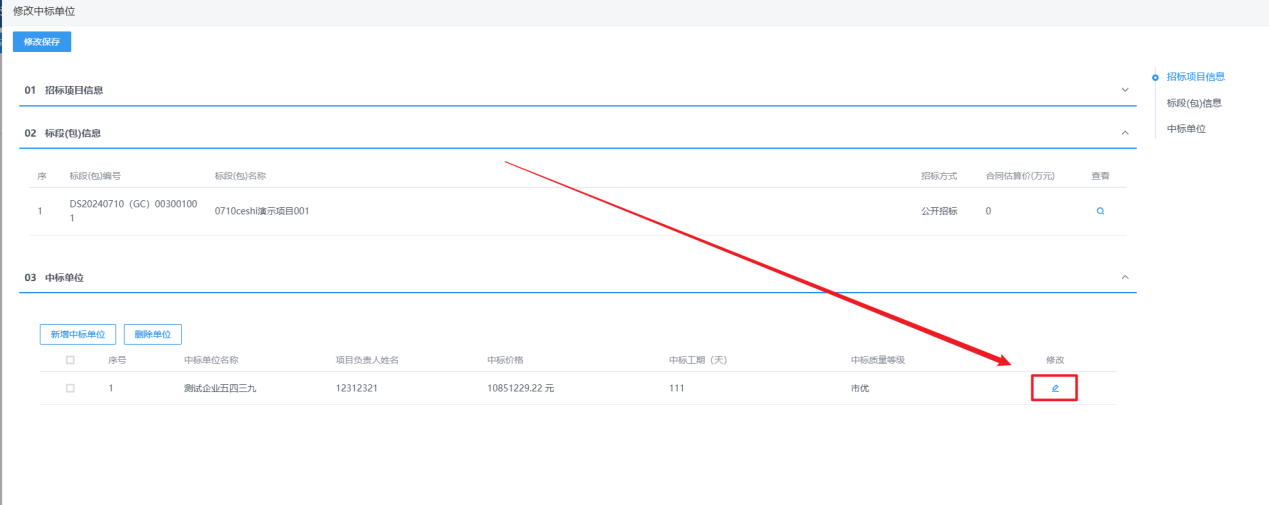 修改中标单位
修改保存
01 招标项目信息
招标项目信息
标段(包)信息
中标单位
02 标段(包)信息
序 标段(包)编号 标段(包)名称 招标方式 合同估算价(万元) 查看
1 DS20240710（GC）00300100 0710ceshi演示项目001 公开招标 0
1
03 中标单位
新增中标单位 删除单位
序号 中标单位名称 项目负责人姓名 中标价格 中标工期（天） 中标质量等级 修改
1 测试企业五四三九 12312321 10851229.22 元 111 市优